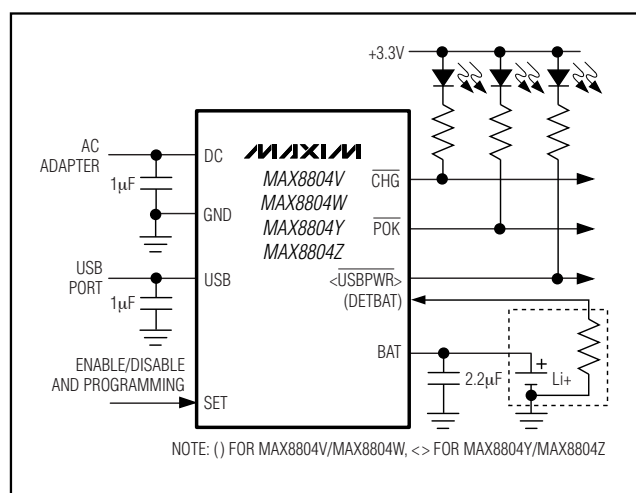 +3.3V
AC
ADAPTER
DC
MAXIM
1µF
MAX8804V
CHG
MAX8804W
GND
MAX8804Y
POK
MAX8804Z
USB
PORT
USB
<USBPWR>
(DETBAT)
1µF
BAT
ENABLE/DISABLE
AND PROGRAMMING
2.2µF
+
Li+
SET
NOTE: () FOR MAX8804V/MAX8804W, <> FOR MAX8804Y/MAX8804Z